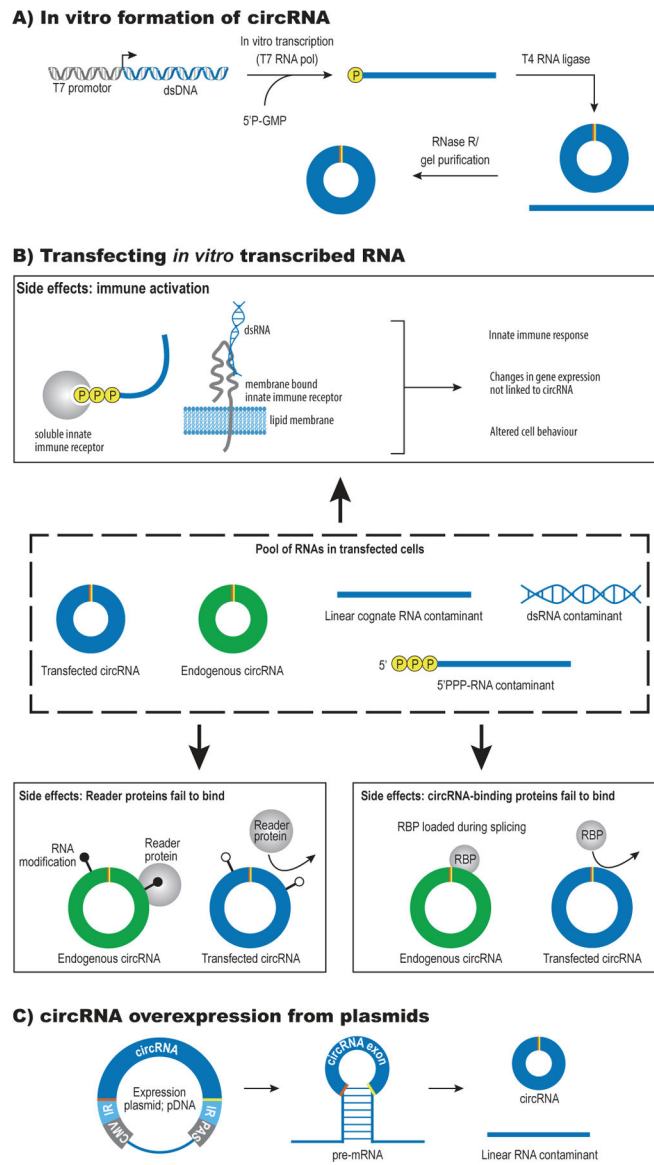 A) In vitro formation of circRNA
In vitro transcription
(T7 RNA pol)
T7 promotor
dsDNA
5'P-GMP
P
T4 RNA ligase
RNase R/
gel purification
B) Transfecting in vitro transcribed RNA
Side effects: immune activation
dsRNA
P P P
soluble innate
immune receptor
membrane bound
innate immune receptor
lipid membrane
Innate immune response
Changes in gene expression
not linked to circRNA
Altered cell behaviour
Pool of RNAs in transfected cells
Transfected circRNA
Endogenous circRNA
Linear cognate RNA contaminant
dsRNA contaminant
5' P P P
5'PPP-RNA contaminant
Side effects: Reader proteins fail to bind
RNA
modification
Reader
protein
Reader
protein
Endogenous circRNA
Transfected circRNA
Side effects: circRNA-binding proteins fail to bind
RBP loaded during splicing
RBP
RBP
Endogenous circRNA
Transfected circRNA
C) circRNA overexpression from plasmids
circRNA
Expression
plasmid; pDNA
IR
CMV
IR
PAS
circRNA exon
pre-mRNA
circRNA
Linear RNA contaminant